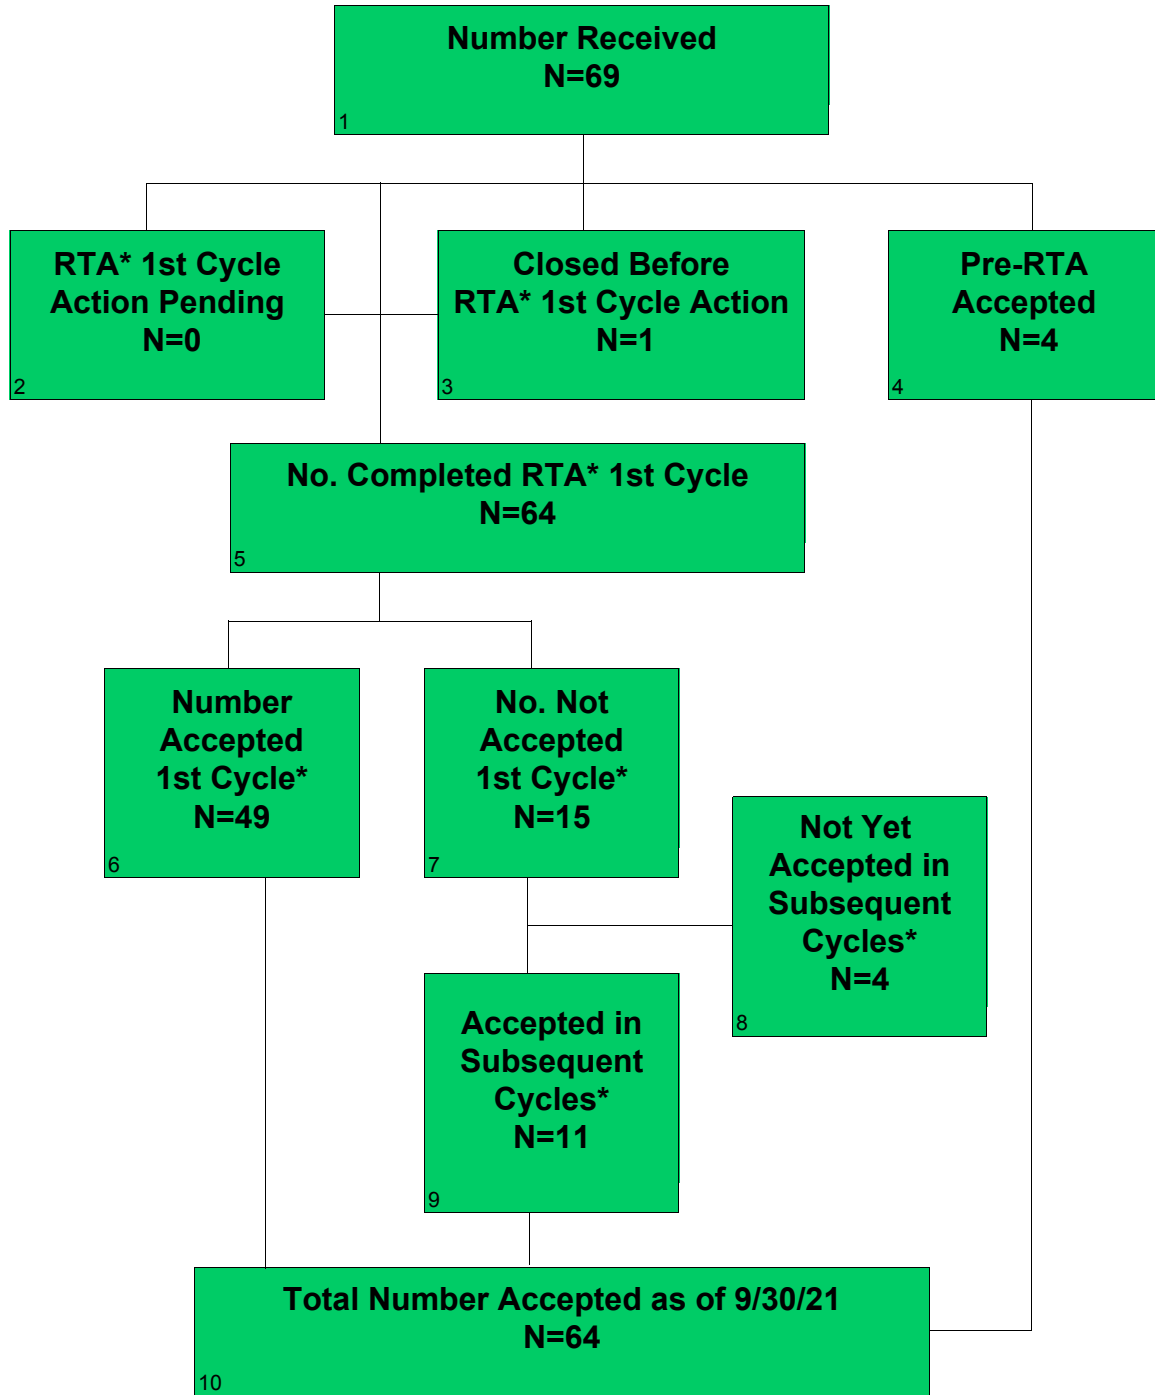 Number Received
N=69
1
RTA* 1st Cycle
Action Pending
N=0
2
Closed Before
RTA* 1st Cycle Action
N=1
3
Pre-RTA
Accepted
N=4
4
No. Completed RTA* 1st Cycle
N=64
5
Number
Accepted
1st Cycle*
N=49
6
No. Not
Accepted
1st Cycle*
N=15
7
Not Yet
Accepted in
Subsequent
Cycles*
N=4
8
Accepted in
Subsequent
Cycles*
N=11
9
Total Number Accepted as of 9/30/21
N=64
10